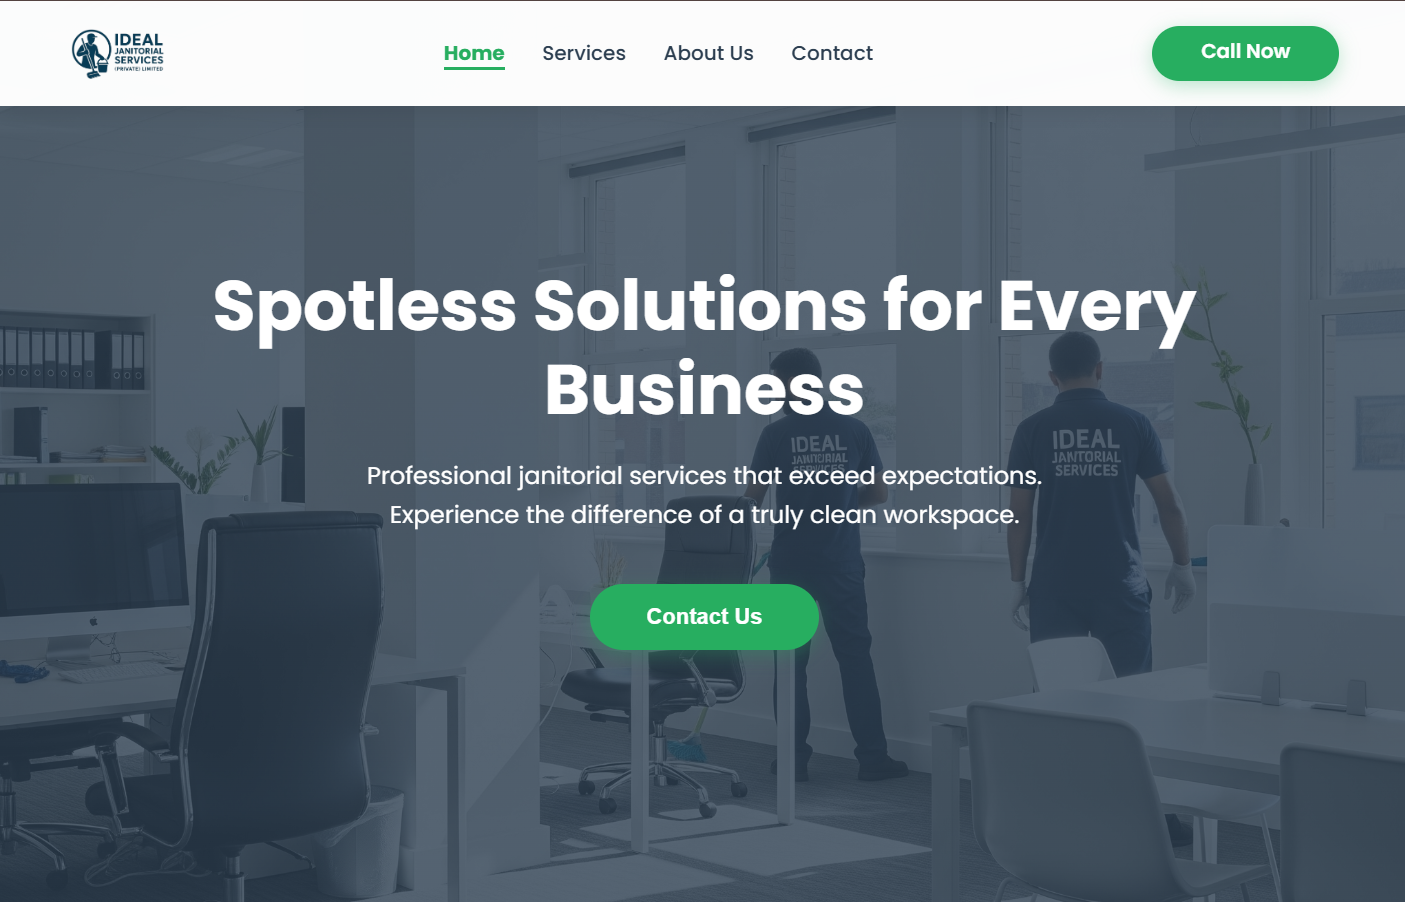 IDEAL
JANITORIAL
SERVICES
(PRIVATE) LIMITED
Home
Services
About Us
Contact
Call Now
Spotless Solutions for Every
Business
IDEAL
JANITORIAL
SERVICES
IDEAL
JANITORIAL
SERVICES
Professional janitorial services that exceed expectations.
Experience the difference of a truly clean workspace.
Contact Us